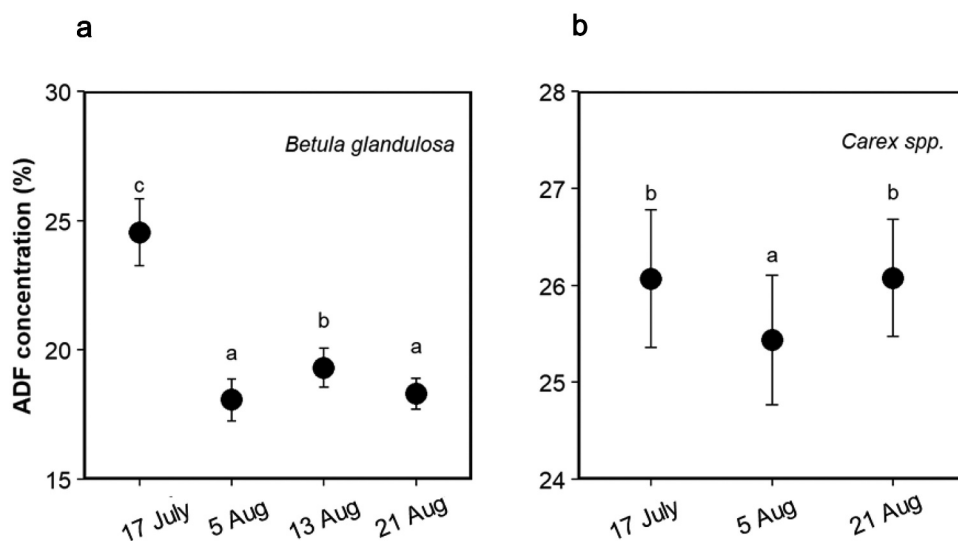 a
ADF concentration (%)
30
25
20
15
Betula glandulosa
c
a
b
a
17 July
5 Aug
13 Aug
21 Aug
b
28
27
26
25
24
Carex spp.
b
a
b
17 July
5 Aug
21 Aug